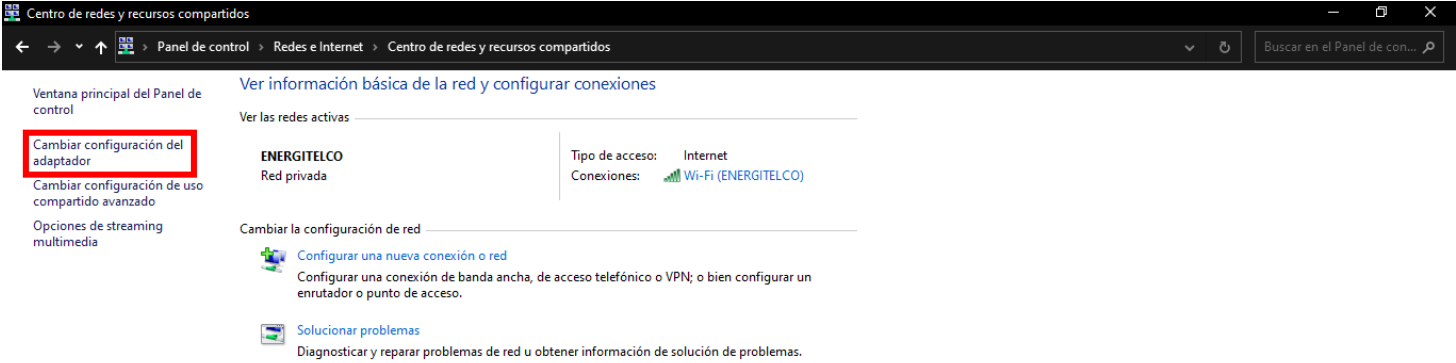 Centro de redes y recursos compartidos
Panel de control > Redes e Internet > Centro de redes y recursos compartidos
Buscar en el Panel de con...
Ventana principal del Panel de
control
Cambiar configuración del
adaptador
Cambiar configuración de uso
compartido avanzado
Opciones de streaming
multimedia
Ver información básica de la red y configurar conexiones
Ver las redes activas
ENERGITELCO
Red privada
Tipo de acceso: Internet
Conexiones: Wi-Fi (ENERGITELCO)
Cambiar la configuración de red
Configurar una nueva conexión o red
Configurar una conexión de banda ancha, de acceso telefónico o VPN; o bien configurar un
enrutador o punto de acceso.
Solucionar problemas
Diagnosticar y reparar problemas de red u obtener información de solución de problemas.